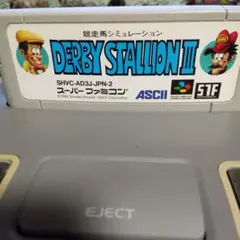 競走馬シミュレーション
DERBY STALLION III
SHVC-AD3J-JPN-2
スーパーファミコン
ASCII
EJECT